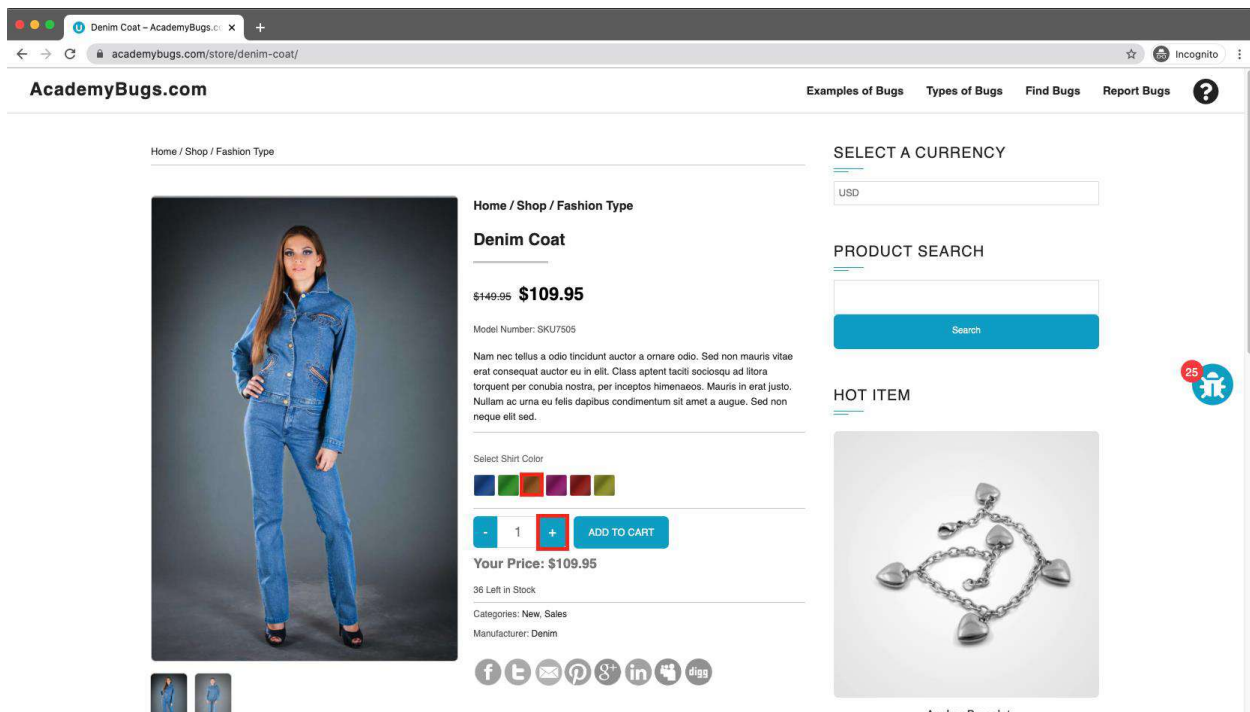 Denim Coat – AcademyBugs.c
academybugs.com/store/denim-coat/
Incognito
AcademyBugs.com
Examples of Bugs
Types of Bugs
Find Bugs
Report Bugs
?
Home / Shop / Fashion Type
Home / Shop / Fashion Type
Denim Coat
$149.95 $109.95
Model Number: SKU7505
Nam nec tellus a odio tincidunt auctor a ornare odio. Sed non mauris vitae
erat consequat auctor eu in elit. Class aptent taciti sociosqu ad litora
torquent per conubia nostra, per inceptos himenaeos. Mauris in erat justo.
Nullam ac urna eu felis dapibus condimentum sit amet a augue. Sed non
neque elit sed.
Select Shirt Color
- 1 + ADD TO CART
Your Price: $109.95
36 Left in Stock
Categories: New, Sales
Manufacturer: Denim
digg
SELECT A CURRENCY
USD
PRODUCT SEARCH
Search
25
HOT ITEM